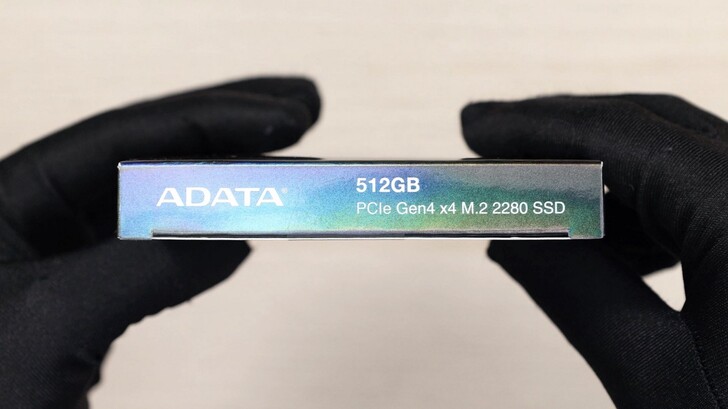 ADATA®
512GB
PCIe Gen4 x4 M.2 2280 SSD